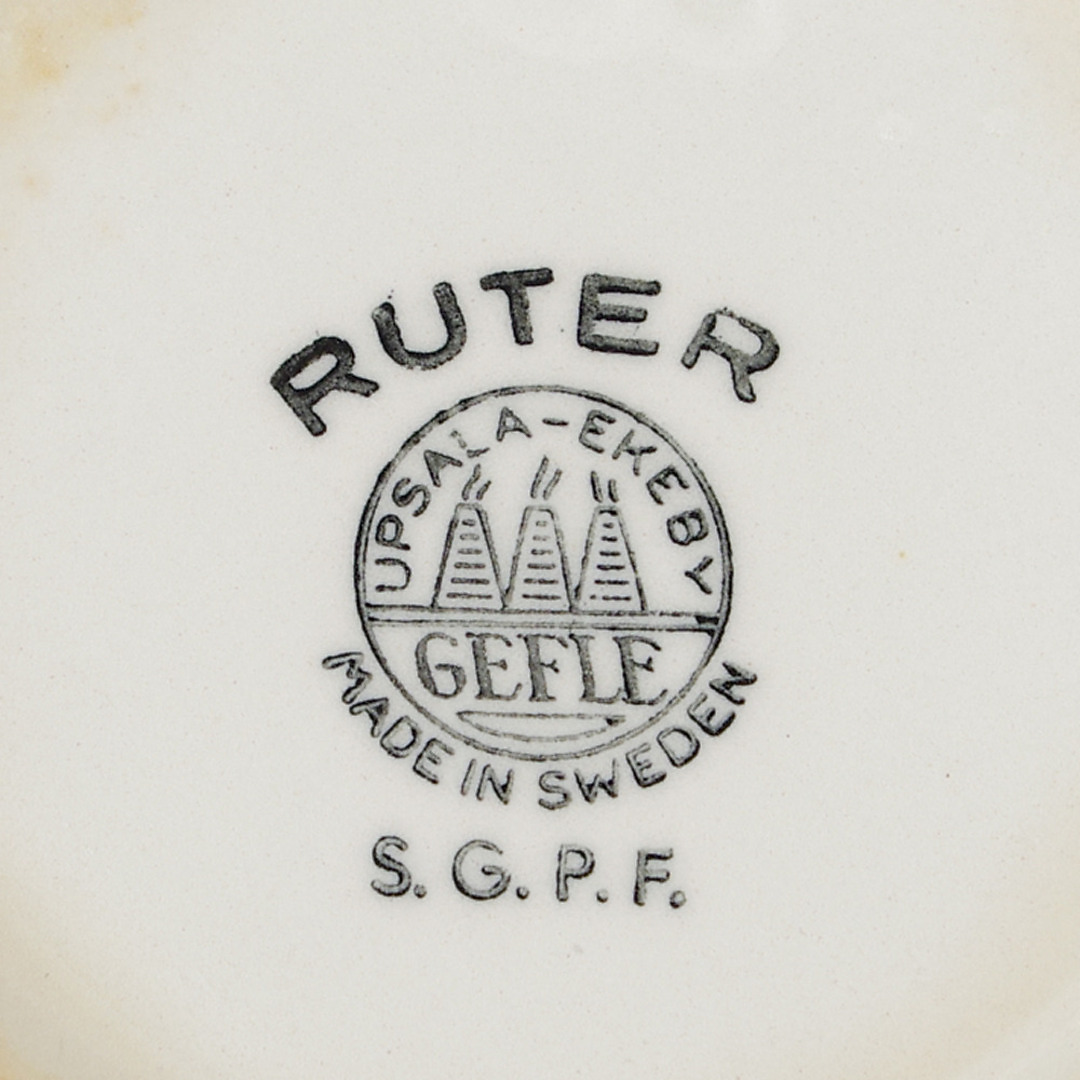 RUTER
UPSALA-EKEBY
GEFLE
MADE IN SWEDEN
S. G. P. F.